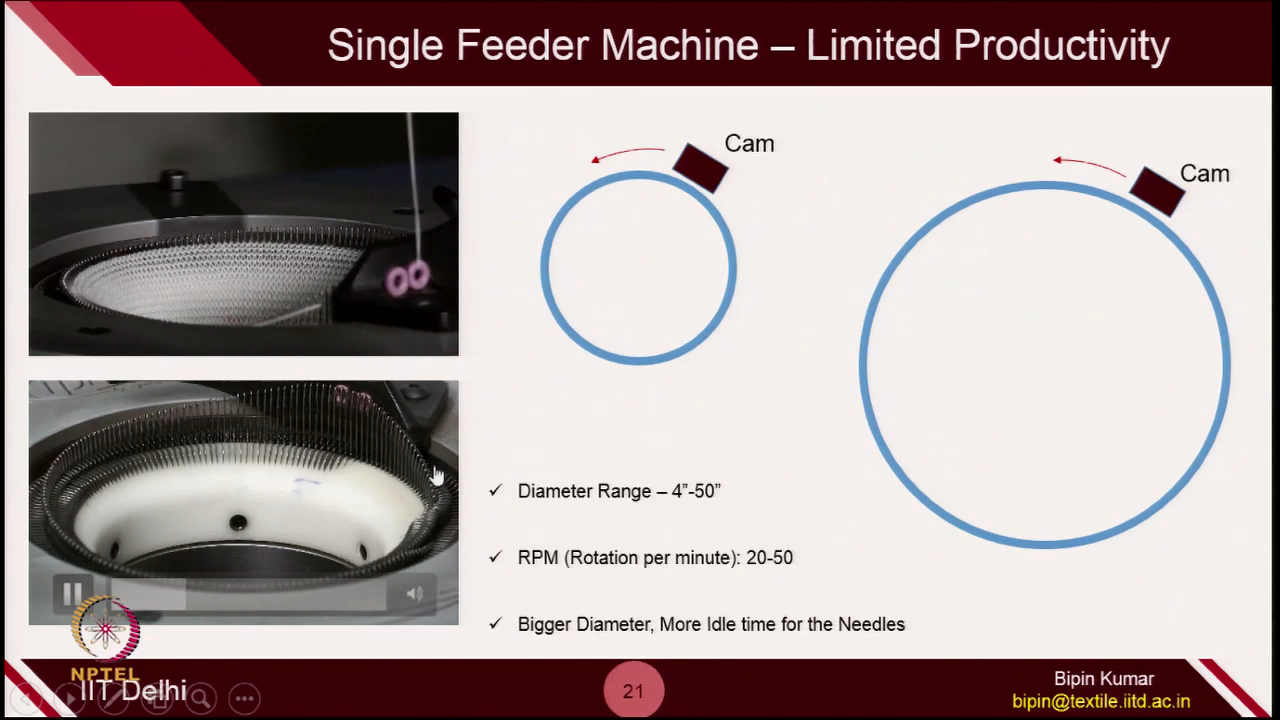 Single Feeder Machine – Limited Productivity
Cam
Cam
✓ Diameter Range – 4”-50”
✓ RPM (Rotation per minute): 20-50
✓ Bigger Diameter, More Idle time for the Needles
NPTEL
IIT Delhi
21
Bipin Kumar
bipin@textile.iitd.ac.in